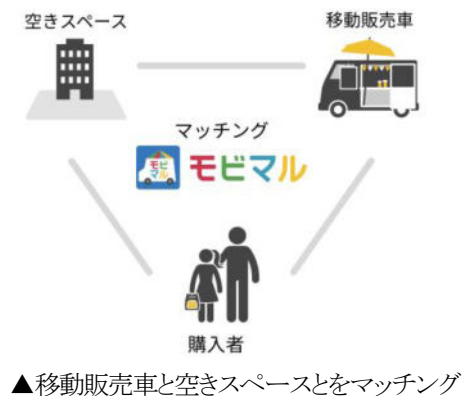 空きスペース
移動販売車
マッチング
モビマル
モビマル
購入者
▲移動販売車と空きスペースとをマッチング